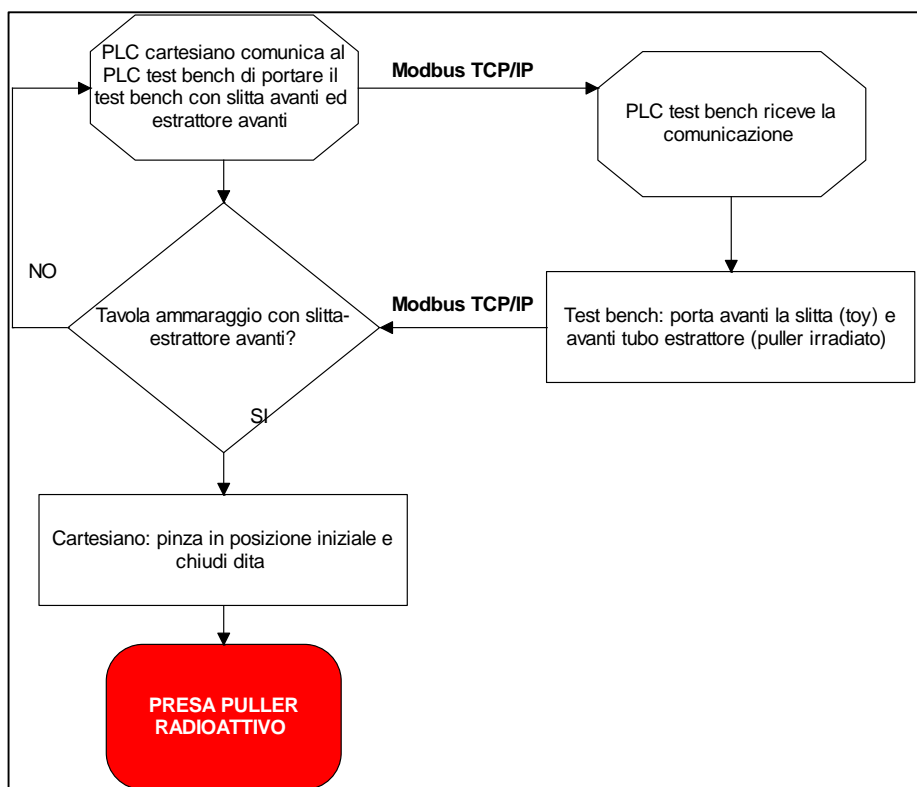 PLC cartesiano comunica al
PLC test bench di portare il
test bench con slitta avanti ed
estrattore avanti
Modbus TCP/IP
PLC test bench riceve la
comunicazione
NO
Tavola ammaraggio con slitta-
estrattore avanti?
Modbus TCP/IP
Test bench: porta avanti la slitta (toy) e
avanti tubo estrattore (puller irradiato)
SI
Cartesiano: pinza in posizione iniziale e
chiudi dita
PRESA PULLER
RADIOATTIVO